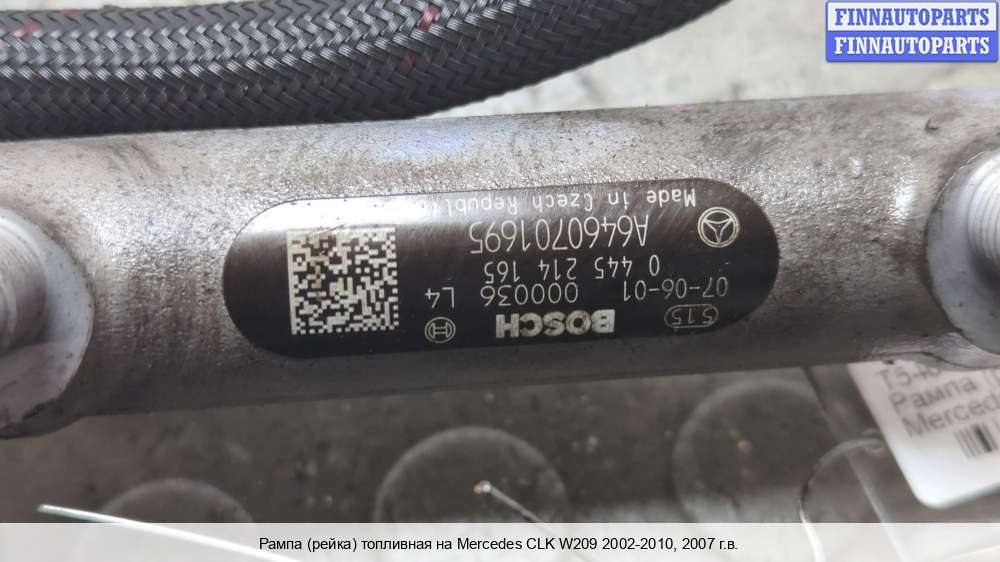 FINNAUTOPARTS
FINNAUTOPARTS
515 BOSCH
07-06-01 000036 L4
0 445 214 165
A6460701695
Made in Czech
Рампа
Рампа (рейка) топливная на Mercedes CLK W209 2002-2010, 2007 г.в.